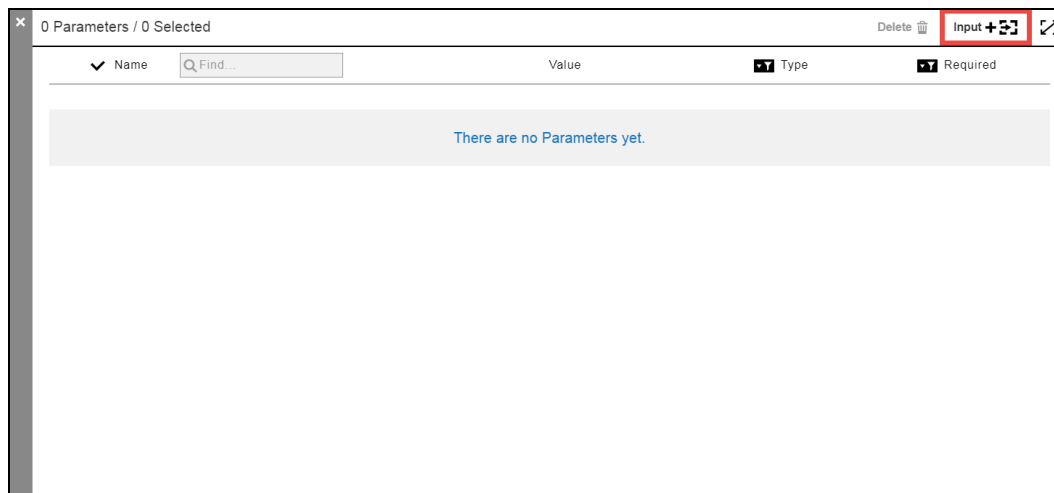 0 Parameters / 0 Selected Delete Input
Name Find... Value Type Required
There are no Parameters yet.